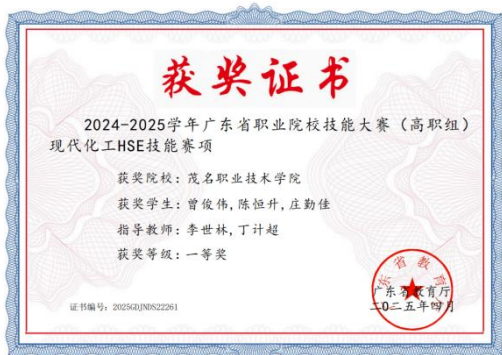 获奖证书
2024-2025学年广东省职业院校技能大赛（高职组）
现代化工HSE技能赛项
获奖院校：茂名职业技术学院
获奖学生：曾俊伟,陈恒升,庄勤佳
指导教师：李世林,丁计超
获奖等级：一等奖
广东省教育厅
证书编号：2025GDJNDS22261
二〇二五年四月